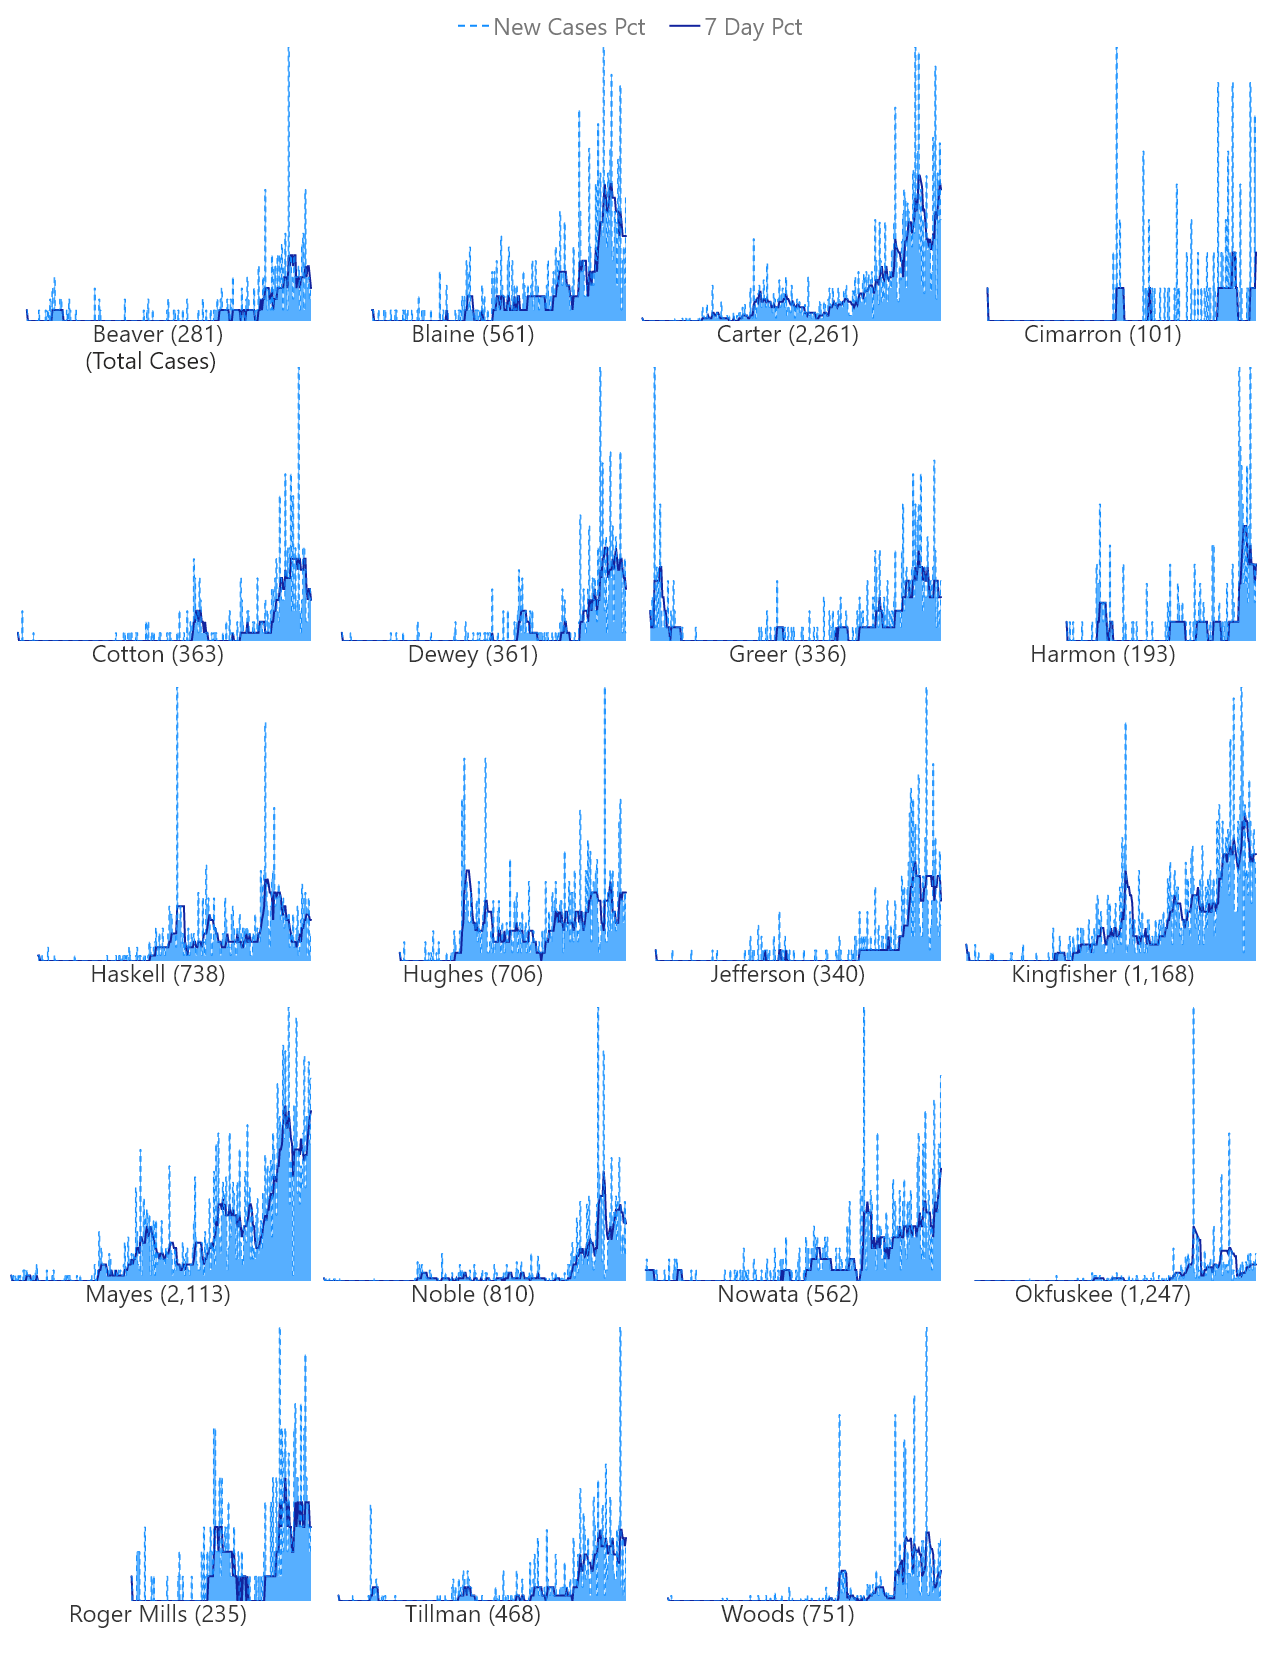 New Cases Pct 7 Day Pct
Beaver (281) Blaine (561) Carter (2,261) Cimarron (101)
(Total Cases)
Cotton (363) Dewey (361) Greer (336) Harmon (193)
Haskell (738) Hughes (706) Jefferson (340) Kingfisher (1,168)
Mayes (2,113) Noble (810) Nowata (562) Okfuskee (1,247)
Roger Mills (235) Tillman (468) Woods (751)